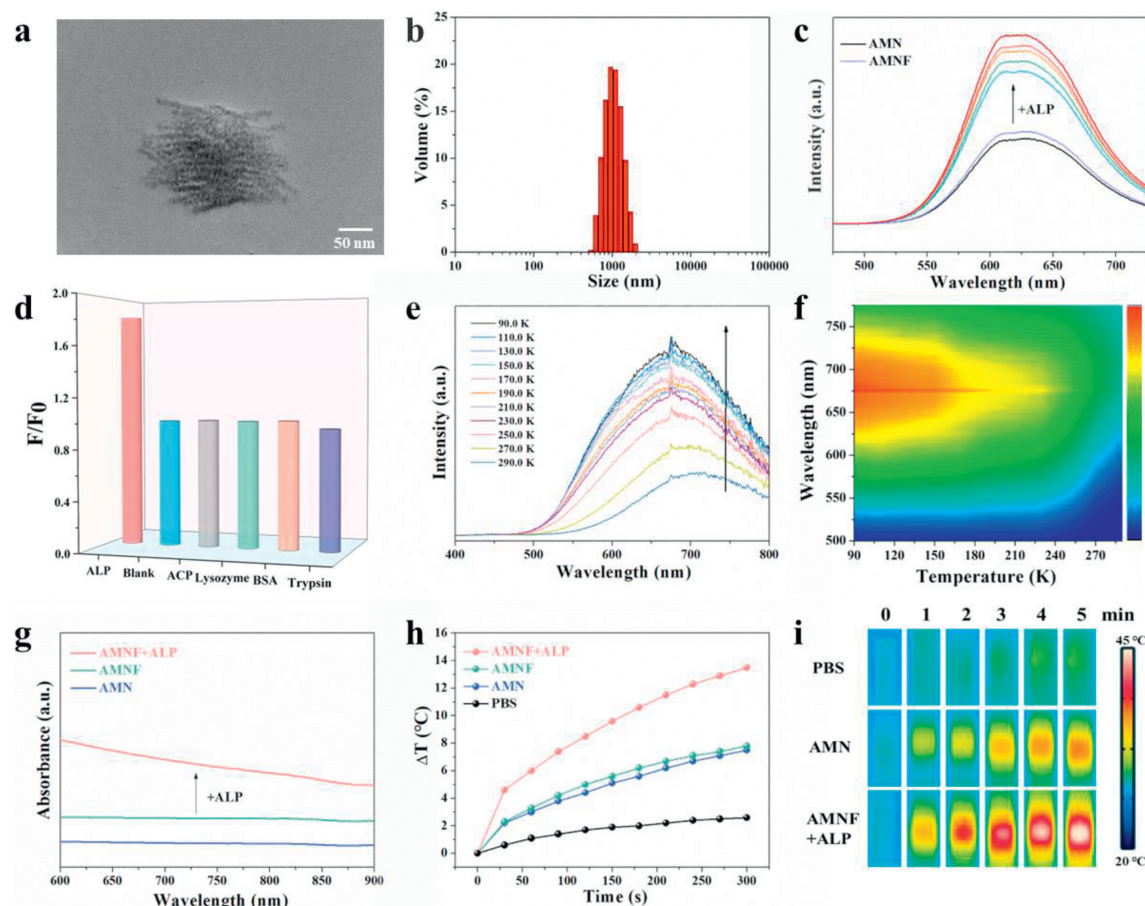 a
50 nm
b
25
20
15
10
5
0
Volume (%)
10 100 1000 10000 100000
Size (nm)
c
AMN
AMNF
+ALP
Intensity (a.u.)
500 550 600 650 700
Wavelength (nm)
d
2.0
1.6
1.2
0.8
0.4
0.0
F/F0
ALP Blank ACP Lysozyme BSA Trypsin
e
90.0 K
110.0 K
130.0 K
150.0 K
170.0 K
190.0 K
210.0 K
230.0 K
250.0 K
270.0 K
290.0 K
Intensity (a.u.)
400 500 600 700 800
Wavelength (nm)
f
750
700
650
600
550
500
Wavelength (nm)
90 120 150 180 210 240 270
Temperature (K)
g
AMNF+ALP
AMNF
AMN
+ALP
Absorbance (a.u.)
600 650 700 750 800 850 900
Wavelength (nm)
h
16
14
12
10
8
6
4
2
0
AMNF+ALP
AMNF
AMN
PBS
ΔT (°C)
0 50 100 150 200 250 300
Time (s)
i
0 1 2 3 4 5 min
PBS
AMN
AMNF
+ALP
45 °C
20 °C